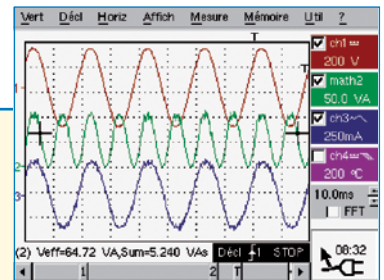 Vert Décl Horiz Affich Mesure Mémoire Util ?
T
ch1
200 V
T
math2
50.0 VA
1
ch3
250mA
2
ch4
200 °C
3
10.0ms
FFT
(2) Veff=64.72 VA,Sum=5.240 VAs Décl 1 STOP
08:32
1 2 T